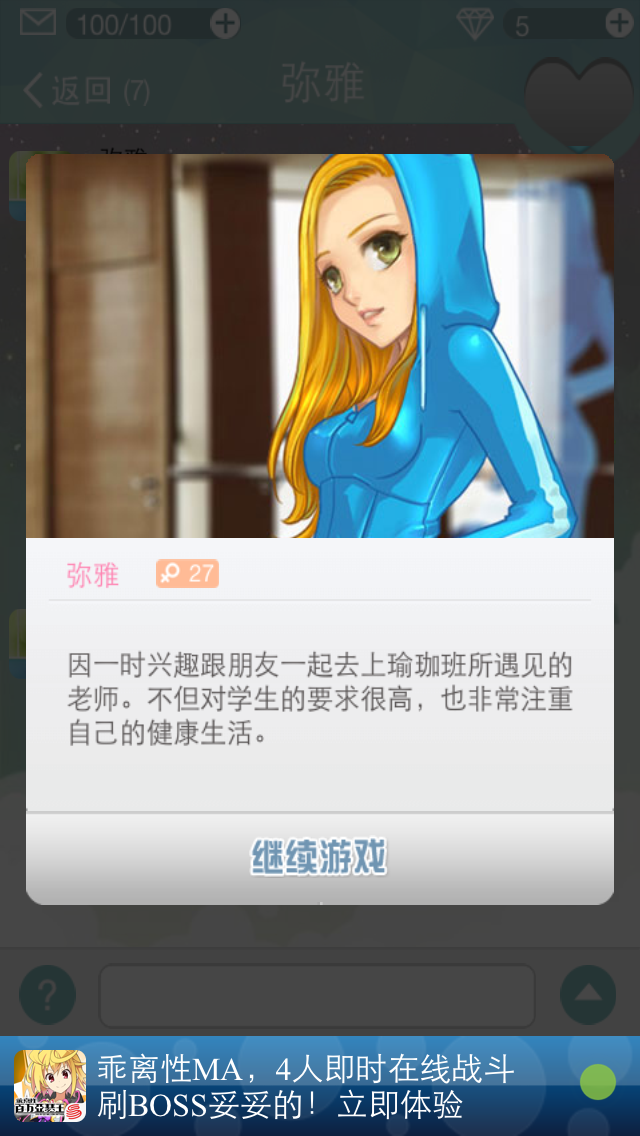 100/100
5
返回 (7)
弥雅
弥雅
弥雅
27
因一时兴趣跟朋友一起去上瑜珈班所遇见的
老师。不但对学生的要求很高，也非常注重
自己的健康生活。
继续游戏
?
乖离性MA，4人即时在线战斗
刷BOSS妥妥的！立即体验